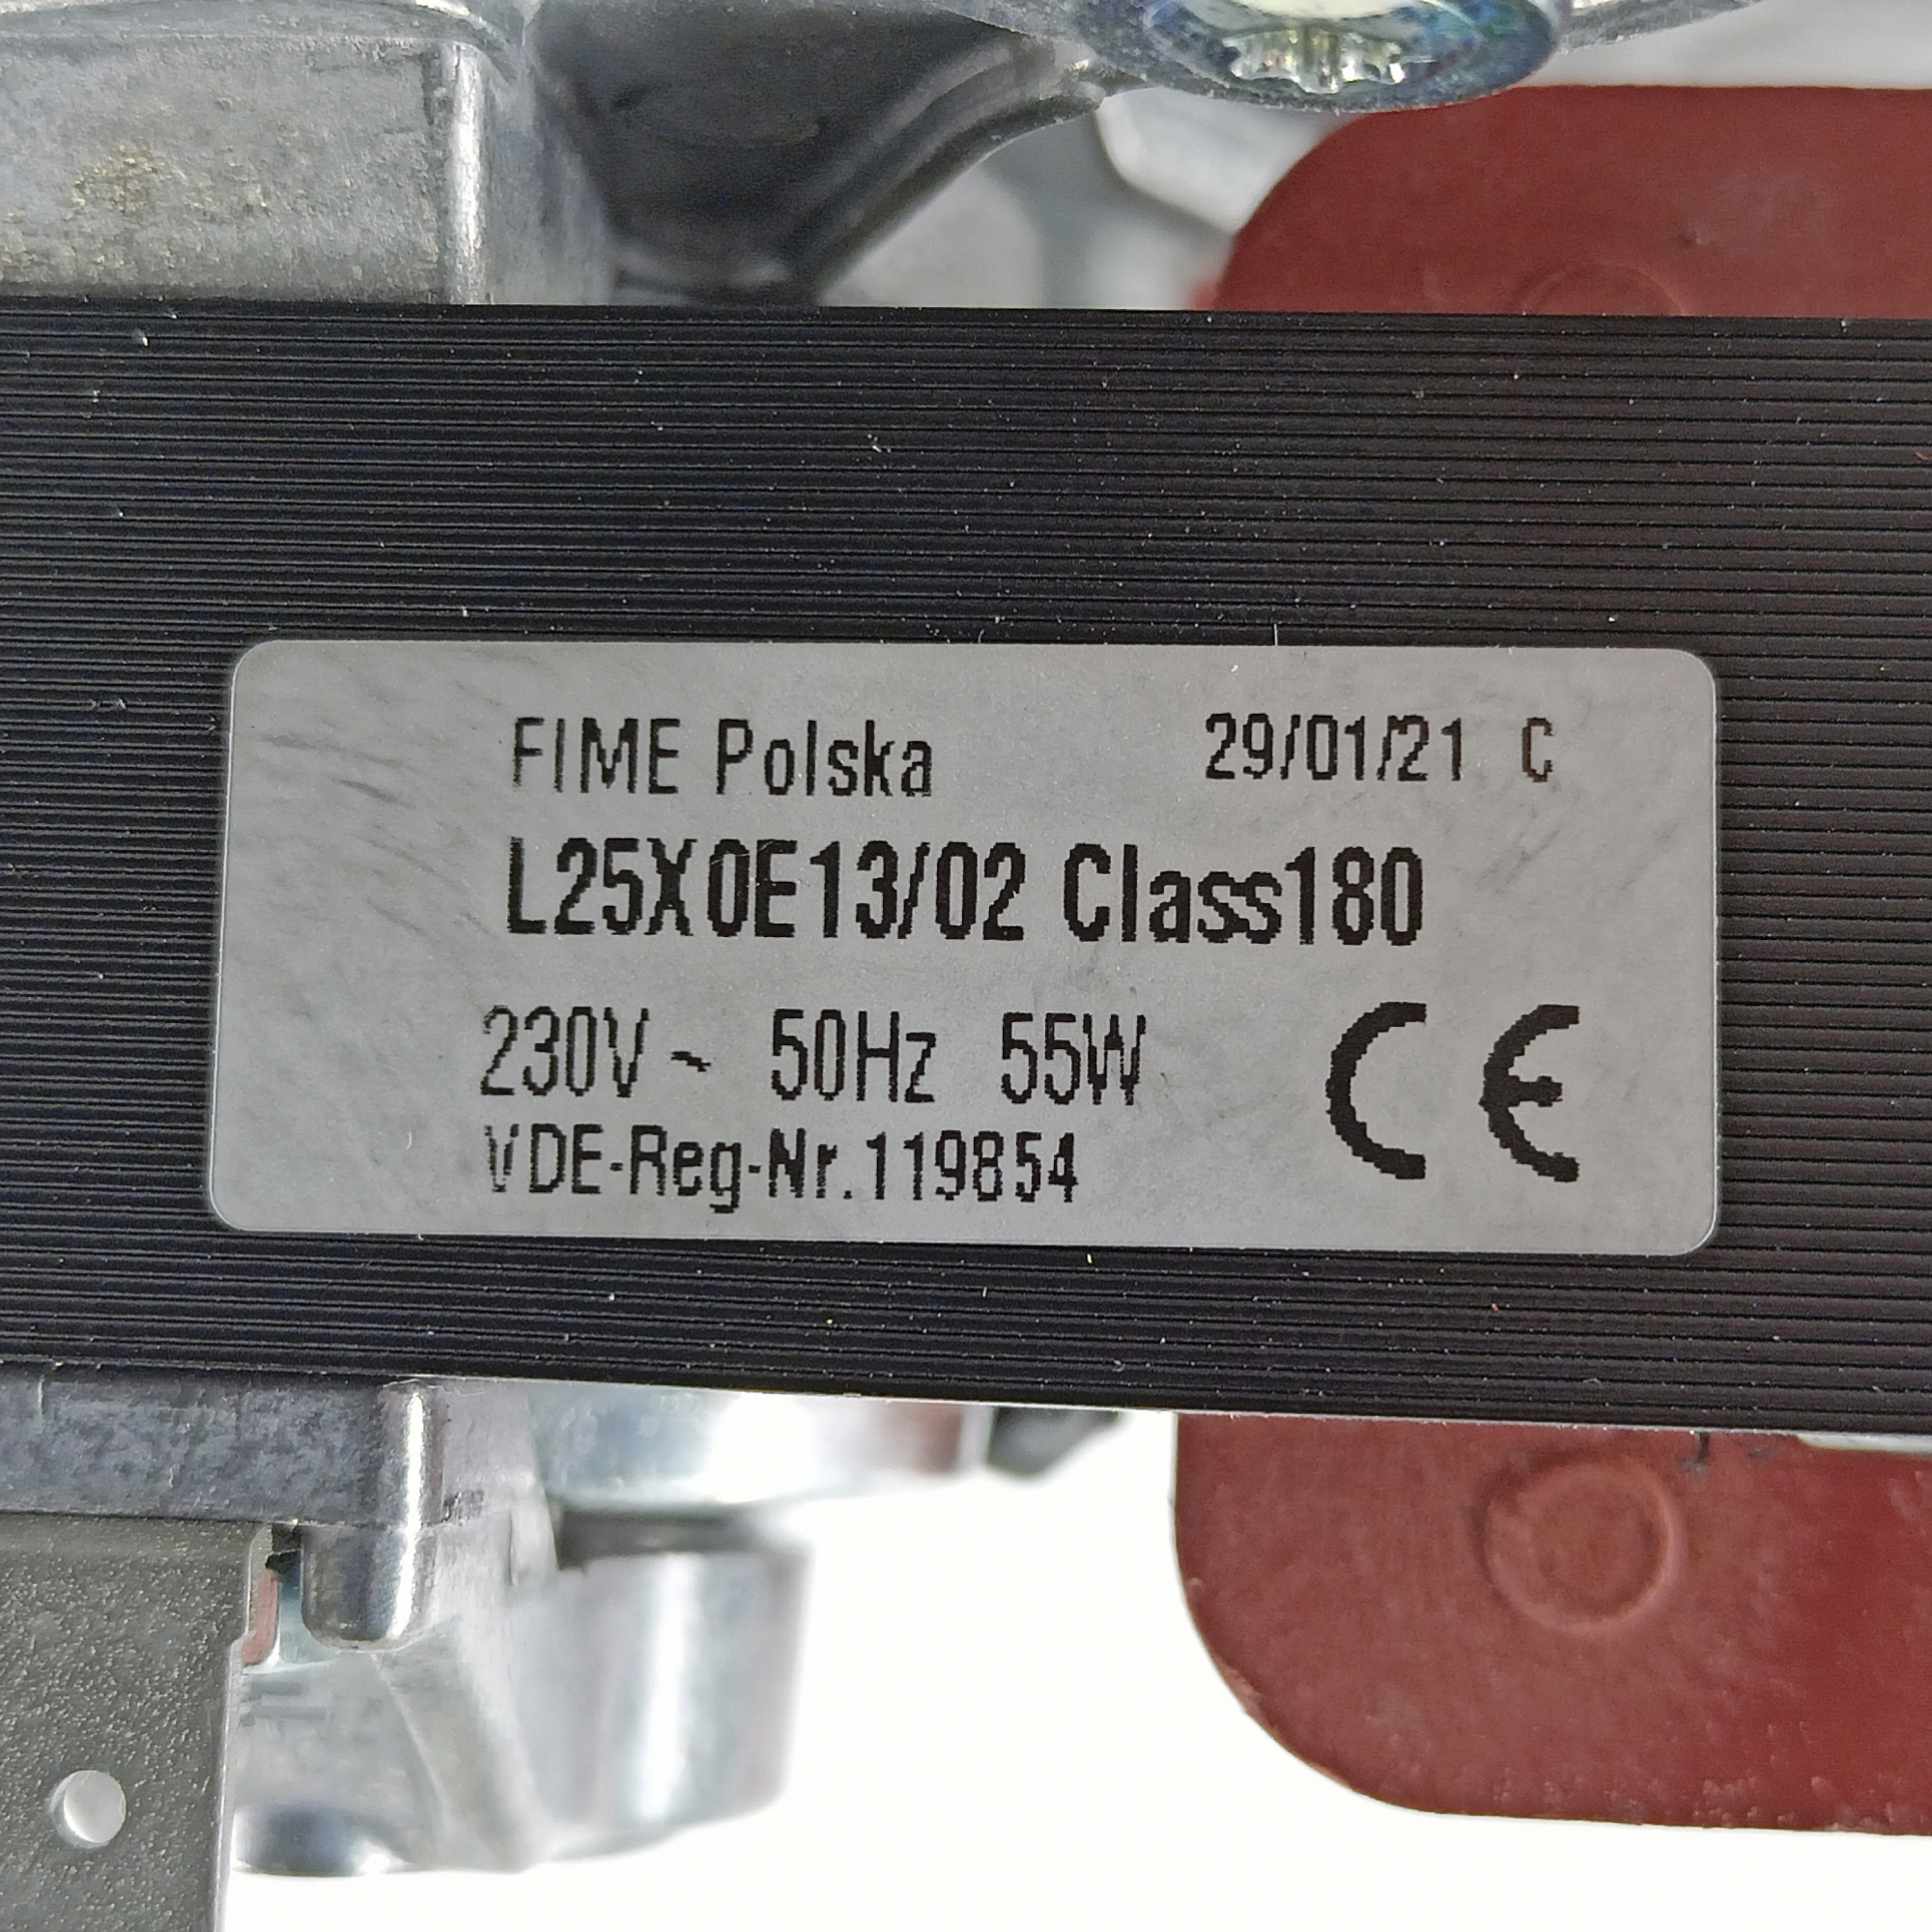 FIME Polska 29/01/21 C
L25X0E13/02 Class180
230V ~ 50Hz 55W CE
VDE-Reg-Nr.119854